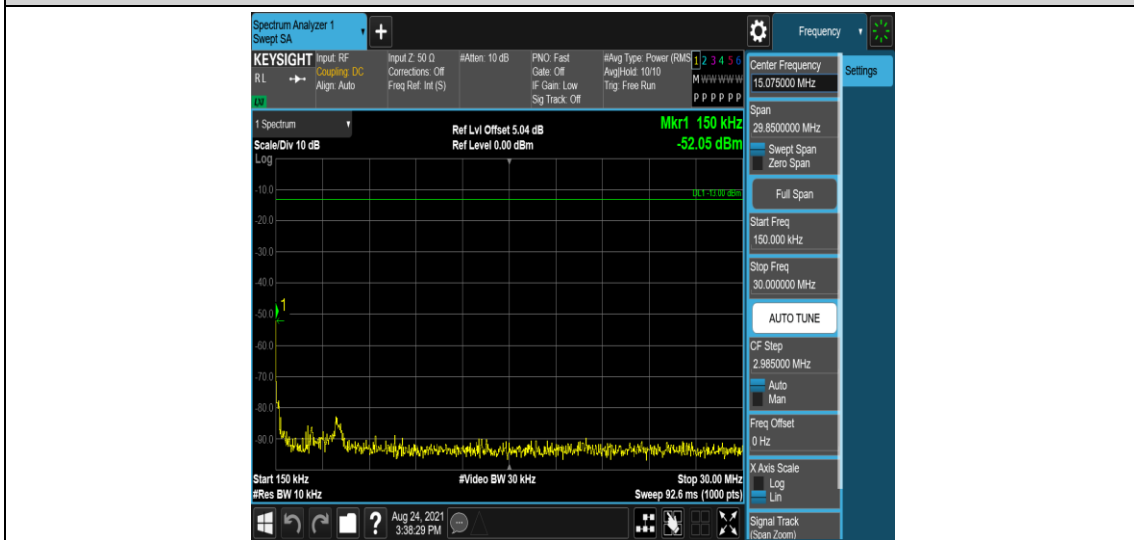 Spectrum Analyzer 1
Swept SA
+
Frequency
KEYSIGHT
RL
Input: RF
Coupling: DC
Align: Auto
Input Z: 50 Ω
Corrections: Off
Freq Ref: Int (S)
#Atten: 10 dB
PNO: Fast
Gate: Off
IF Gain: Low
Sig Track: Off
#Avg Type: Power (RMS
Avg|Hold: 10/10
Trig: Free Run
1 2 3 4 5 6
M W W W W W
P P P P P P
1 Spectrum
Scale/Div 10 dB
Ref Lvl Offset 5.04 dB
Ref Level 0.00 dBm
Mkr1 150 kHz
-52.05 dBm
Log
DL1 -13.00 dBm
-10.0
-20.0
-30.0
-40.0
-50.0
1
-60.0
-70.0
-80.0
-90.0
Start 150 kHz
#Video BW 30 kHz
Stop 30.00 MHz
#Res BW 10 kHz
Sweep 92.6 ms (1000 pts)
?
Aug 24, 2021
3:38:29 PM
Center Frequency
15.075000 MHz
Settings
Span
29.8500000 MHz
Swept Span
Zero Span
Full Span
Start Freq
150.000 kHz
Stop Freq
30.000000 MHz
AUTO TUNE
CF Step
2.985000 MHz
Auto
Man
Freq Offset
0 Hz
X Axis Scale
Log
Lin
Signal Track
(Span Zoom)